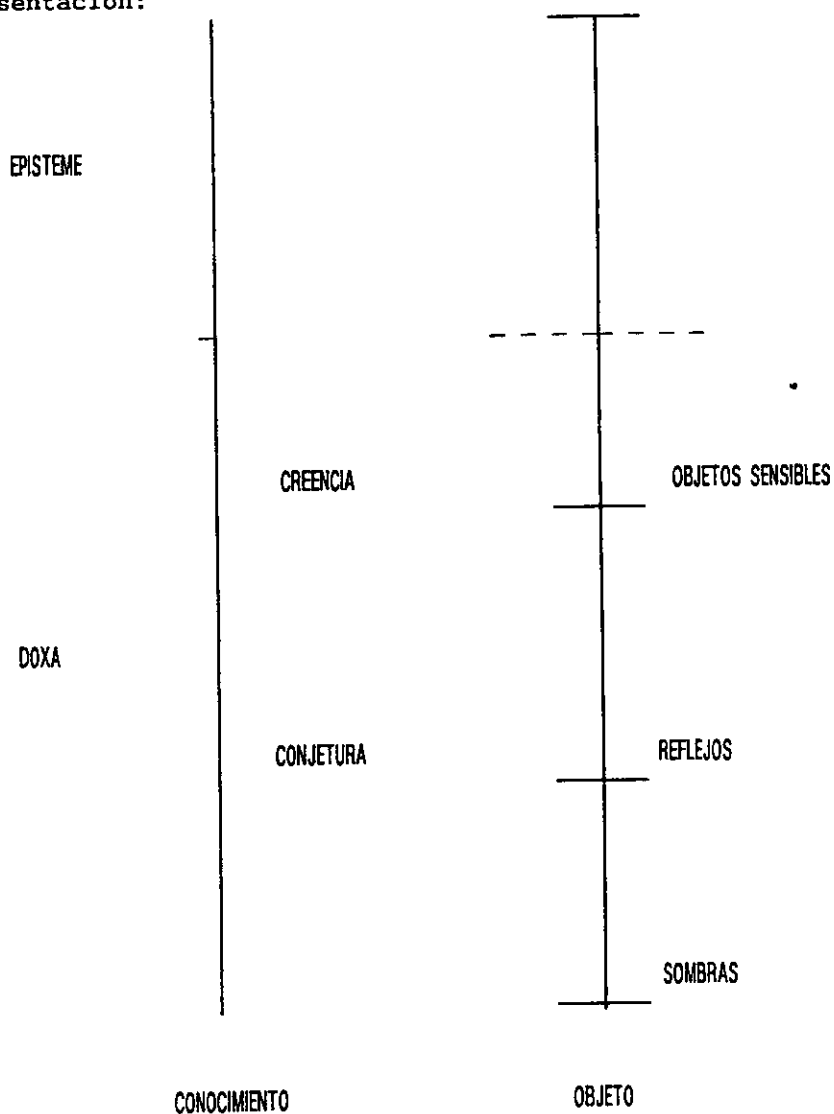 sentación:
EPISTEME
CREENCIA
OBJETOS SENSIBLES
DOXA
CONJETURA
REFLEJOS
SOMBRAS
CONOCIMIENTO
OBJETO